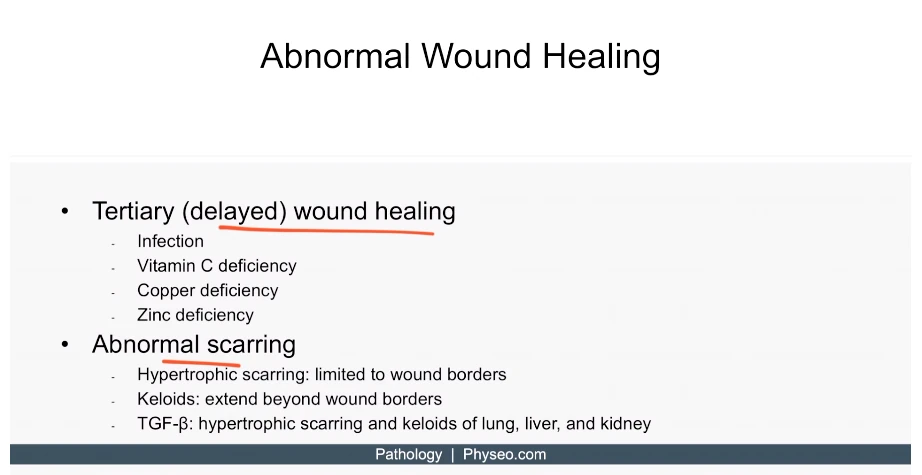 Abnormal Wound Healing
• Tertiary (delayed) wound healing
- Infection
- Vitamin C deficiency
- Copper deficiency
- Zinc deficiency
• Abnormal scarring
- Hypertrophic scarring: limited to wound borders
- Keloids: extend beyond wound borders
- TGF-β: hypertrophic scarring and keloids of lung, liver, and kidney
Pathology | Physeo.com